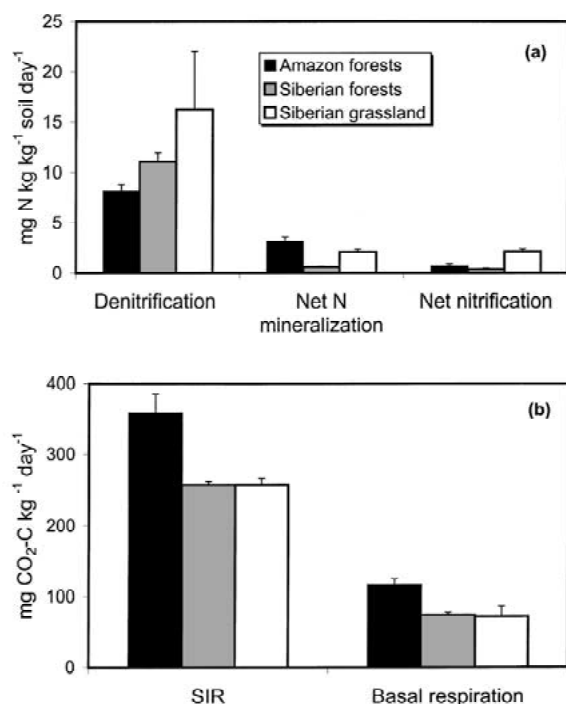 (a)
25
20
15
10
5
0
mg N kg kg⁻¹ soil day⁻¹
Amazon forests
Siberian forests
Siberian grassland
Denitrification
Net N
mineralization
Net nitrification
(b)
400
300
200
100
0
mg CO₂-C kg⁻¹ day⁻¹
SIR
Basal respiration